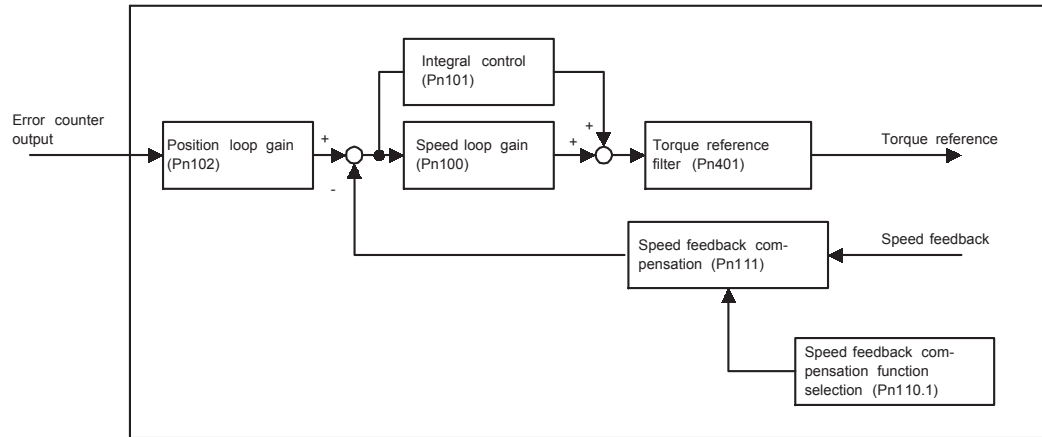 Integral control
(Pn101)
Error counter
output
Position loop gain
(Pn102)
+
-
Speed loop gain
(Pn100)
+
+
Torque reference
filter (Pn401)
Torque reference
Speed feedback com-
pensation (Pn111)
Speed feedback
Speed feedback com-
pensation function
selection (Pn110.1)